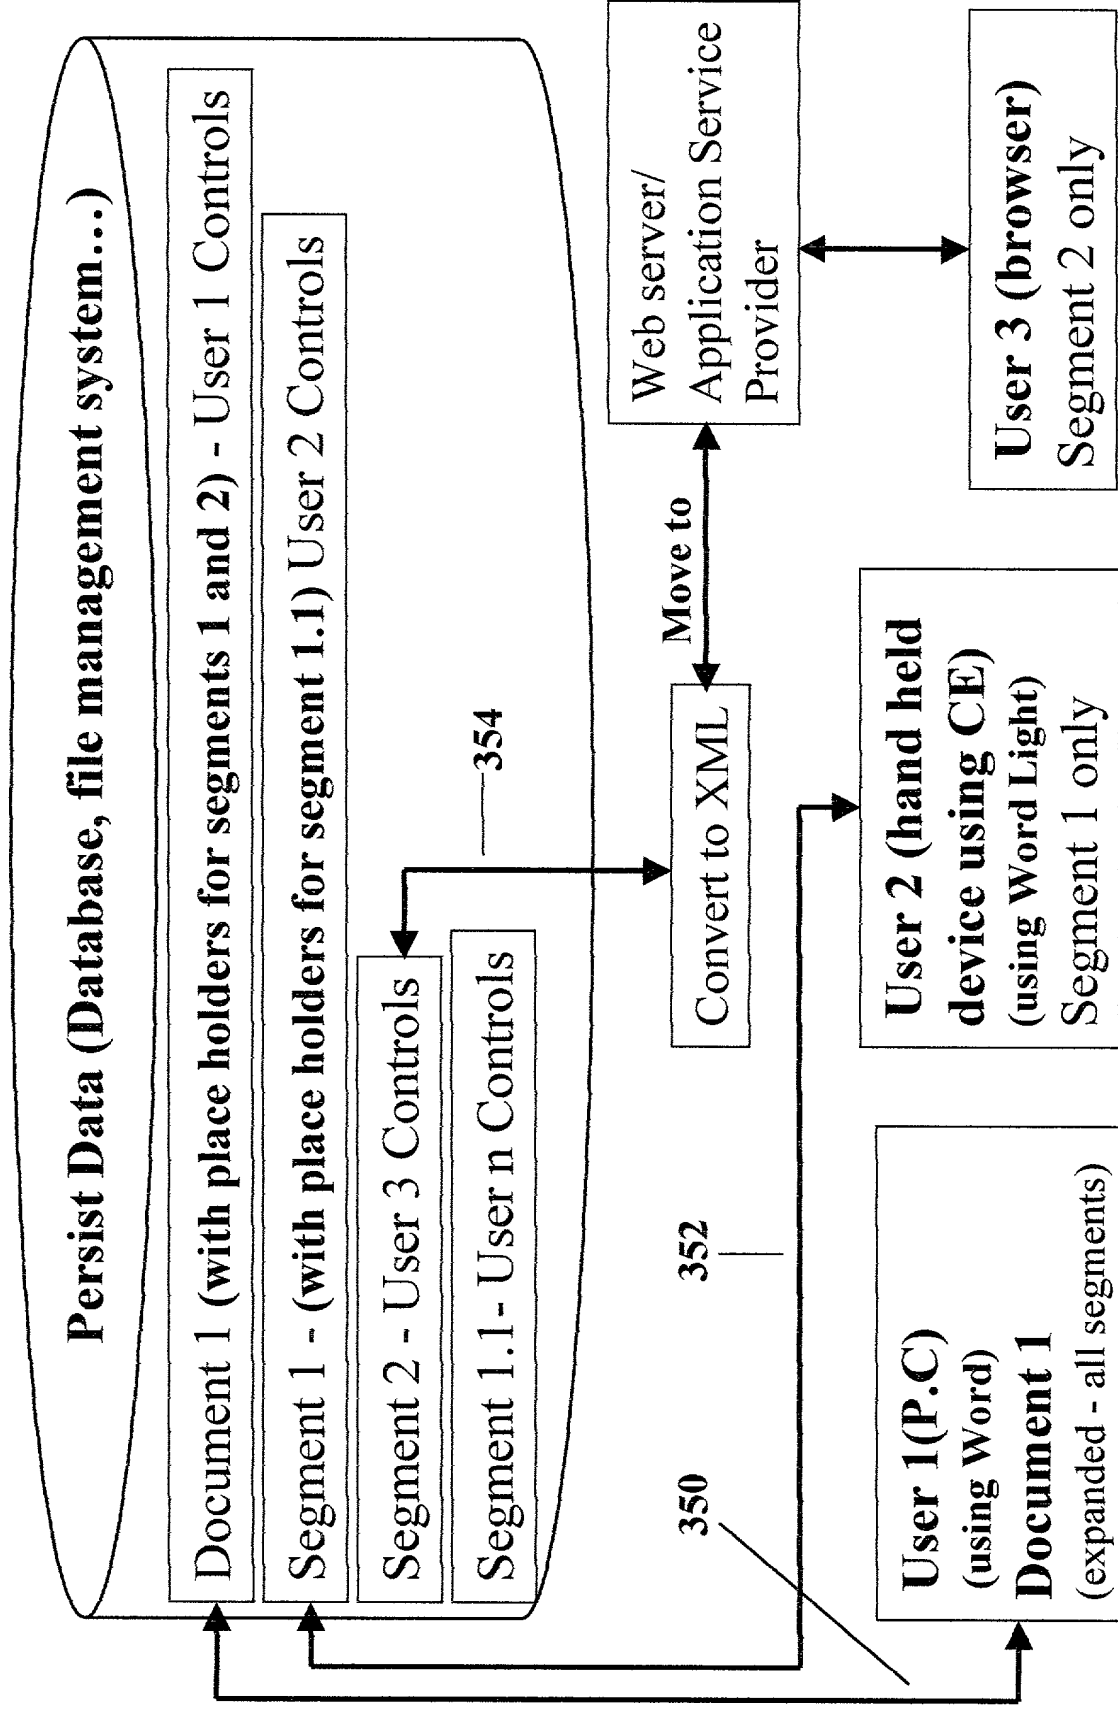 Persist Data (Database, file management system...)
Document 1 (with place holders for segments 1 and 2) - User 1 Controls
Segment 1 - (with place holders for segment 1.1) User 2 Controls
Segment 2 - User 3 Controls
Segment 1.1- User n Controls
354
Convert to XML
Move to
Web server/
Application Service
Provider
350
352
User 1(P.C)
(using Word)
Document 1
(expanded - all segments)
User 2 (hand held
device using CE)
(using Word Light)
Segment 1 only
User 3 (browser)
Segment 2 only